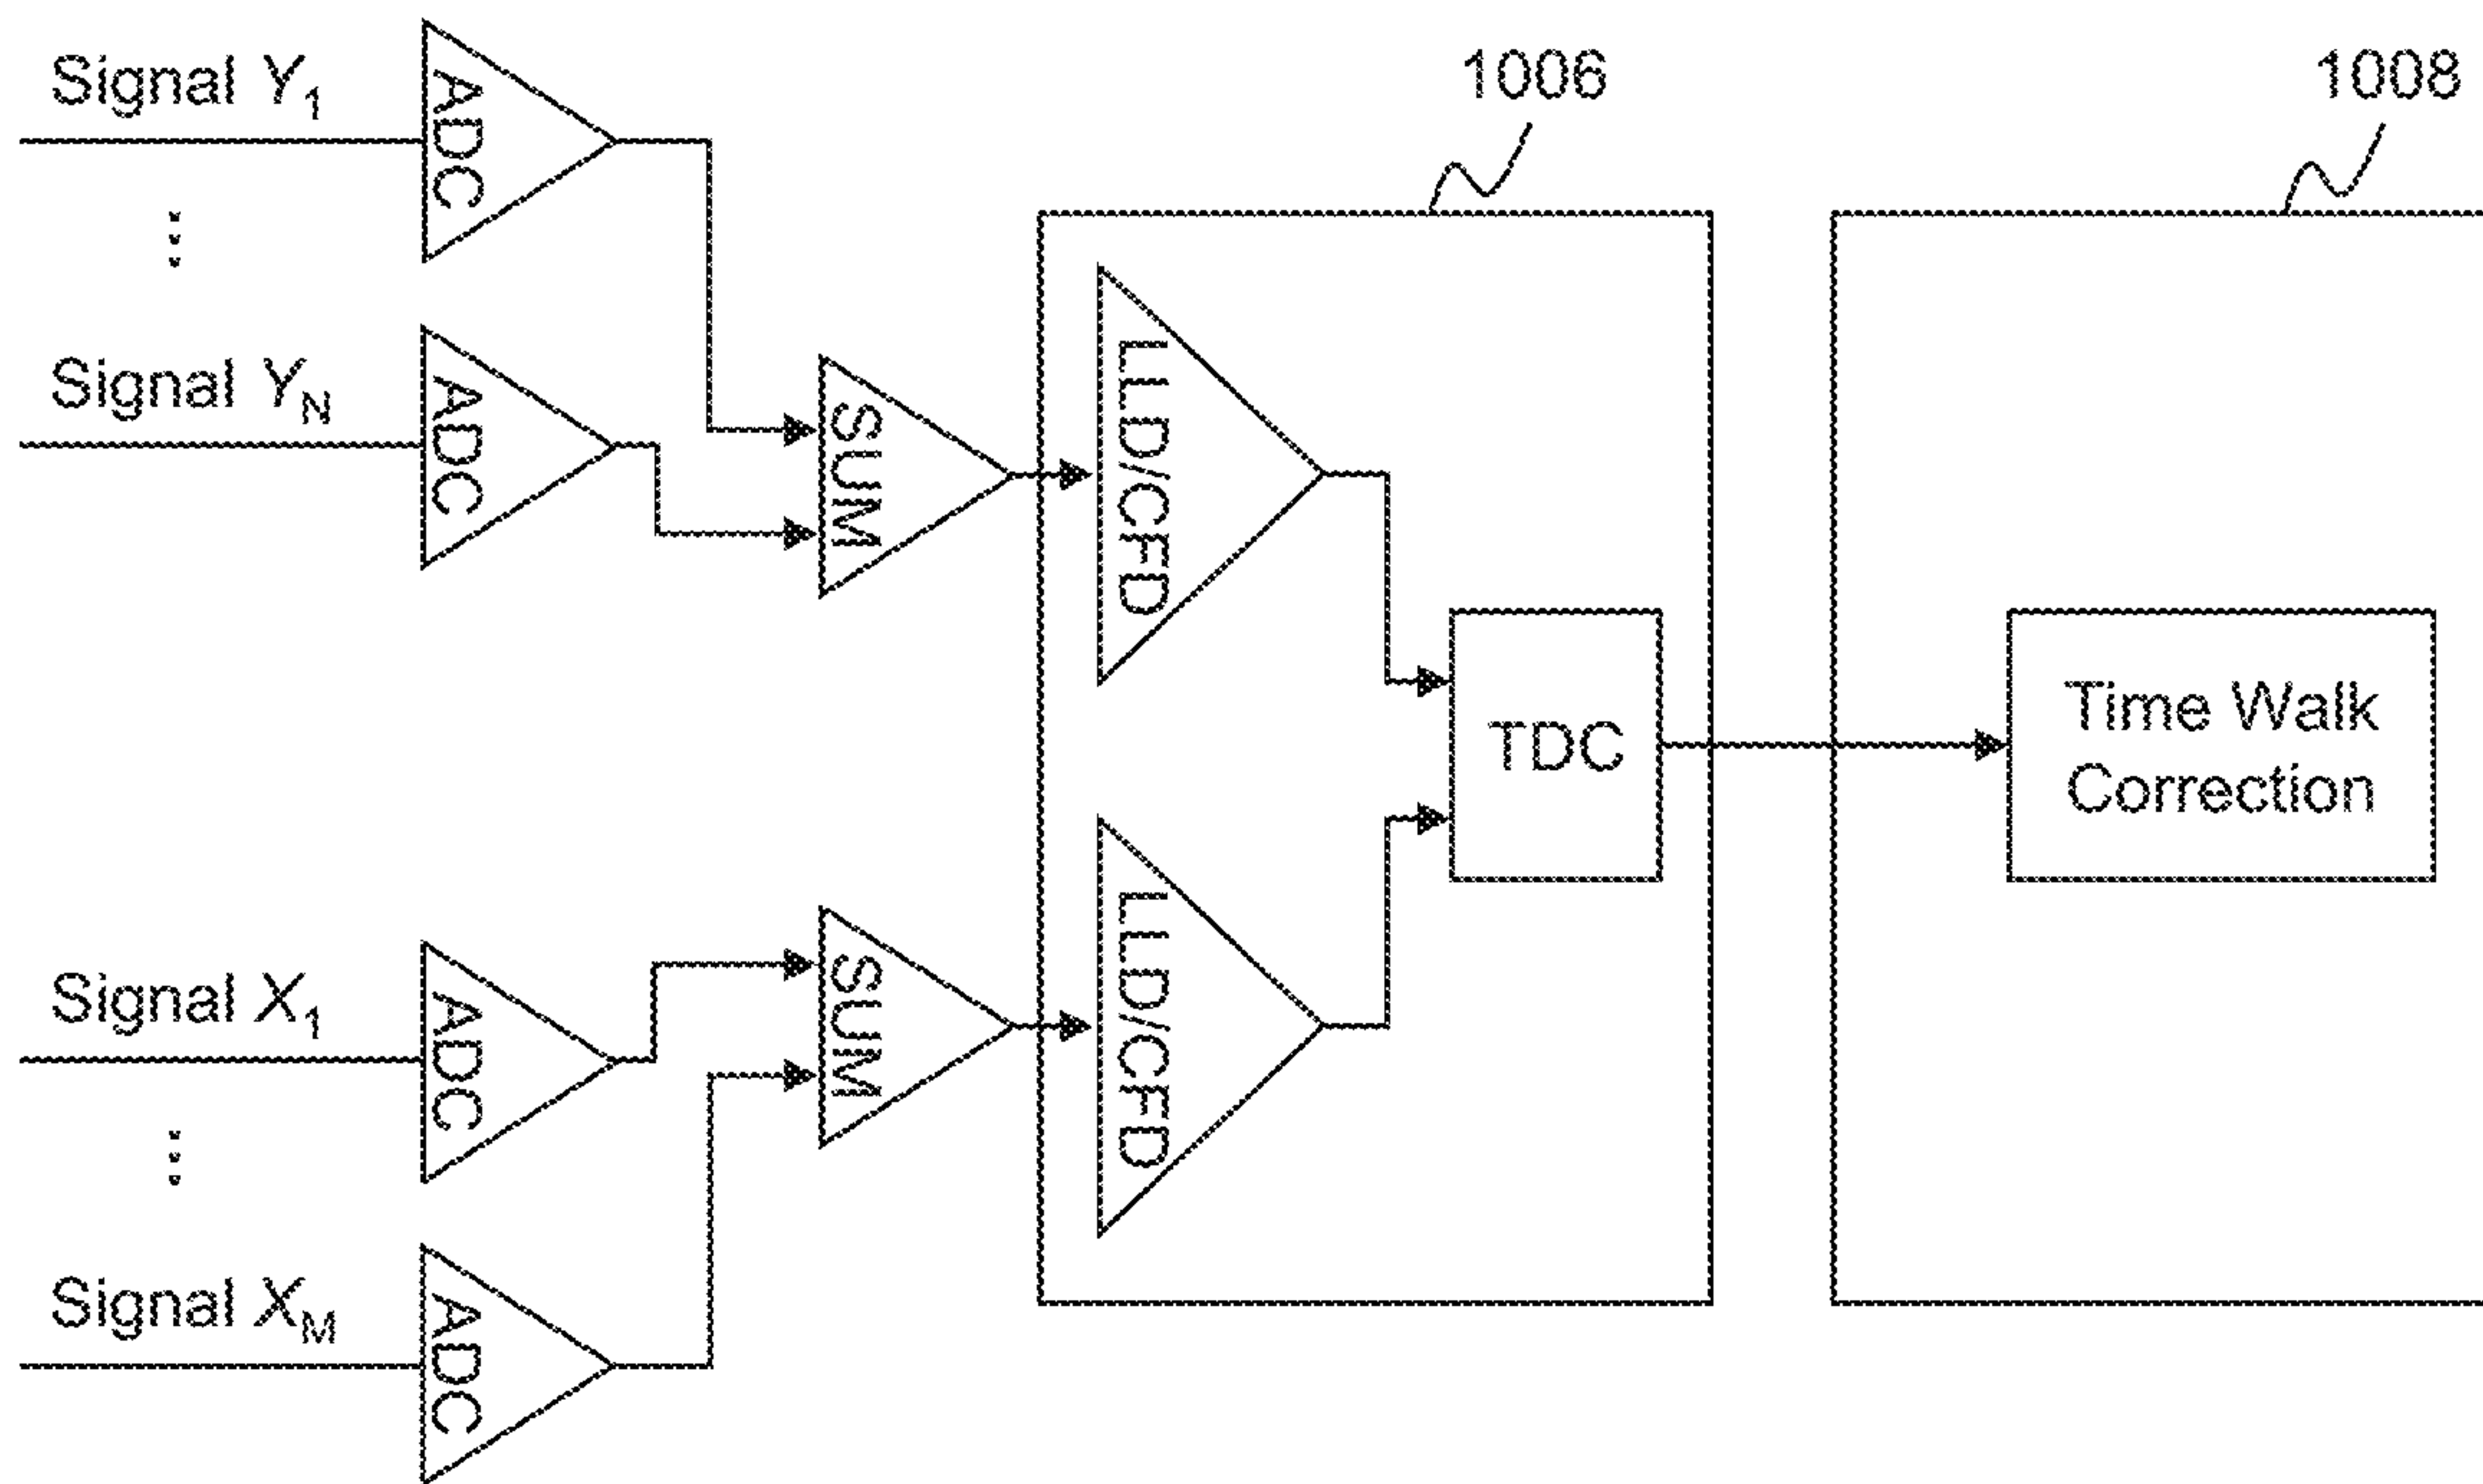 Signal Y1
ADC
1006
1008
⋮
Signal YN
ADC
SUM
LLD/CFD
TDC
Time Walk
Correction
Signal X1
ADC
SUM
LLD/CFD
⋮
Signal XM
ADC